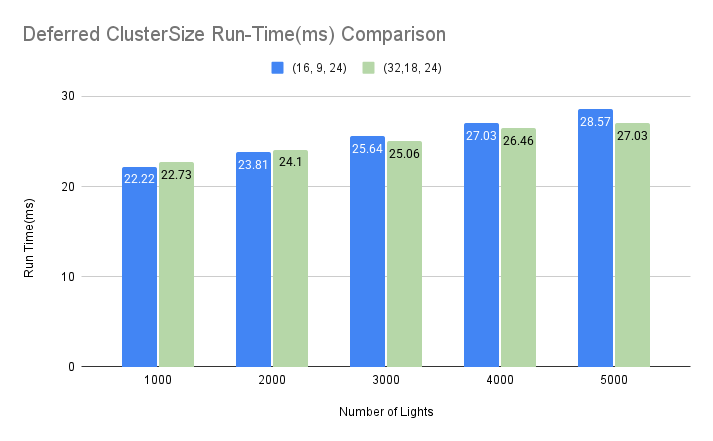 Deferred ClusterSize Run-Time(ms) Comparison
(16, 9, 24) (32,18, 24)
30
20
10
0
Run Time(ms)
22.22 22.73 23.81 24.1 25.64 25.06 27.03 26.46 28.57 27.03
1000 2000 3000 4000 5000
Number of Lights